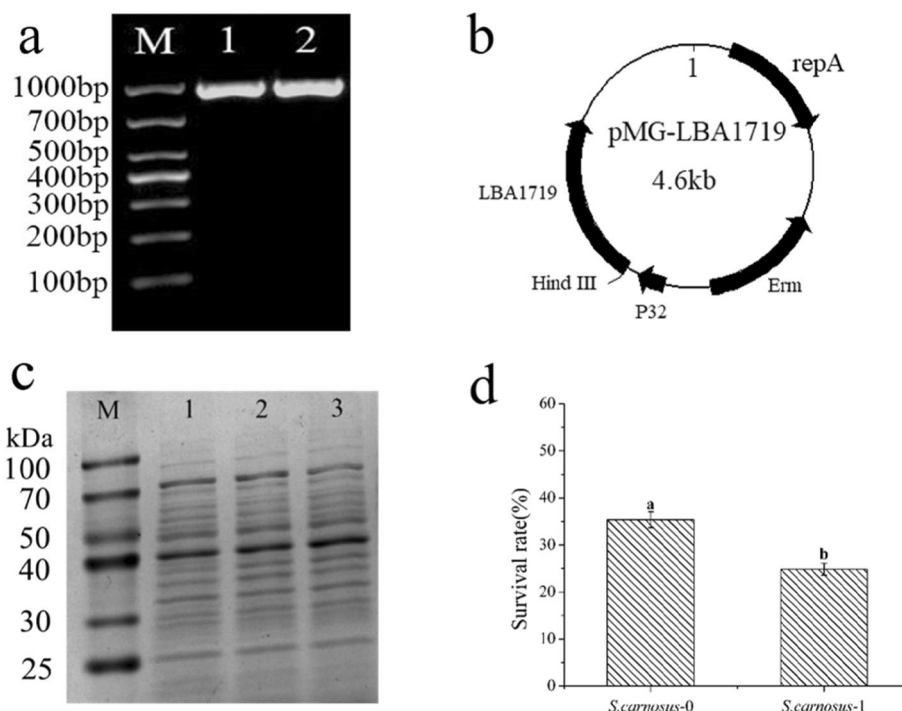 a
M 1 2
1000bp
700bp
500bp
400bp
300bp
200bp
100bp
b
1
repA
pMG-LBA1719
4.6kb
LBA1719
Hind III
P32
Erm
c
M 1 2 3
kDa
100
70
50
40
30
25
d
Survival rate(%)
60
50
40
30
20
10
0
a
b
S.carnosus-0 S.carnosus-1